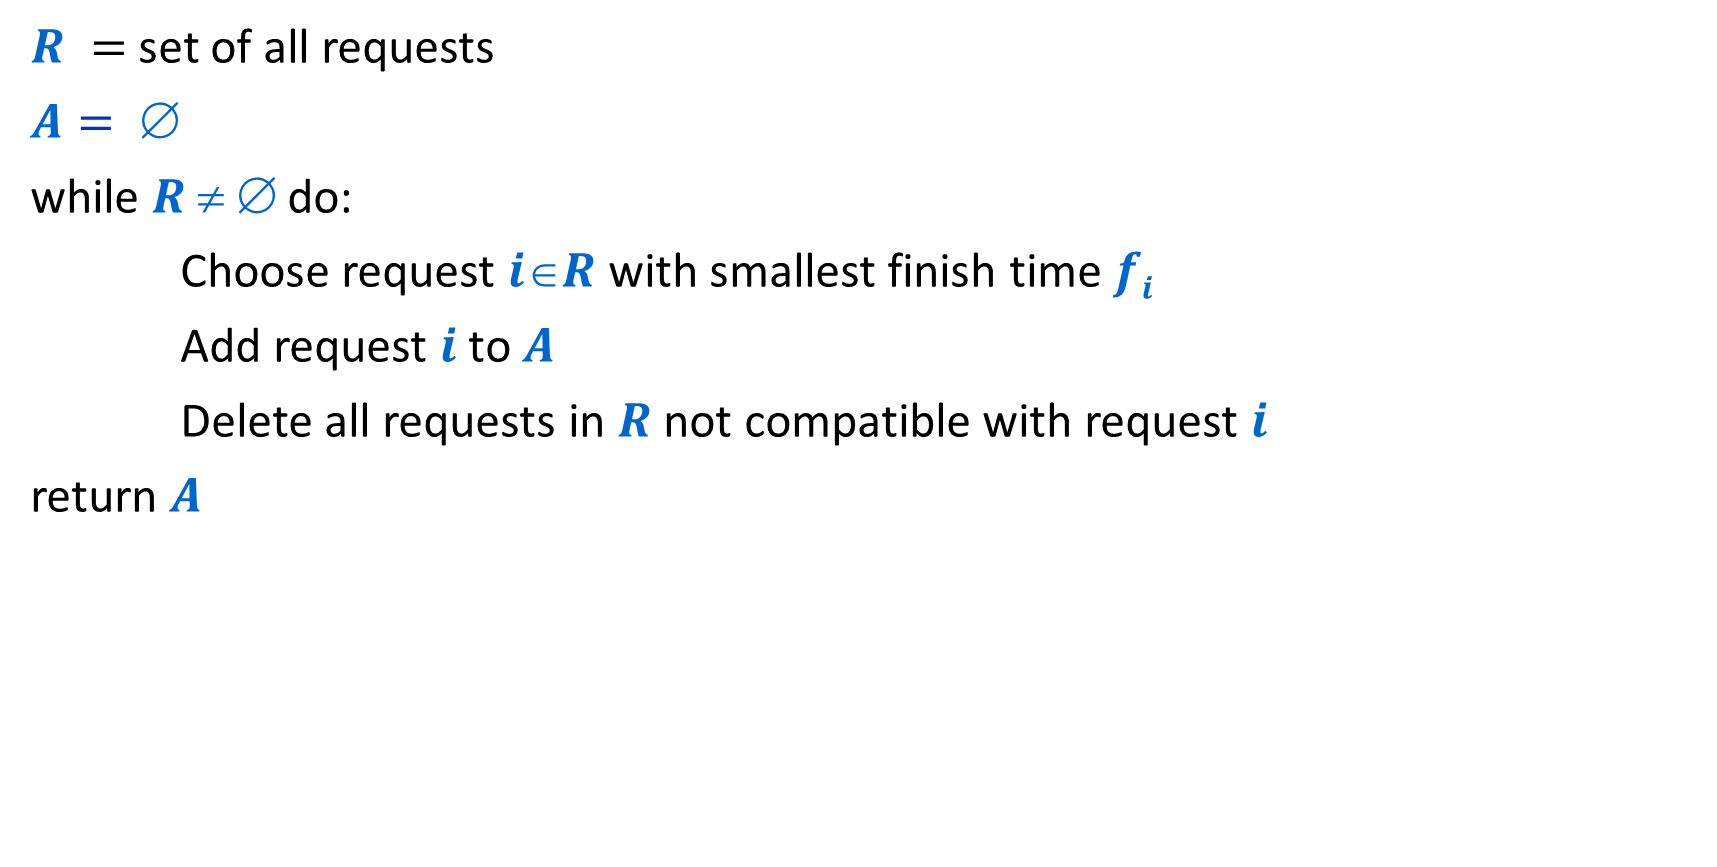 R = set of all requests
A = ∅
while R ≠ ∅ do:
Choose request i∈R with smallest finish time fᵢ
Add request i to A
Delete all requests in R not compatible with request i
return A